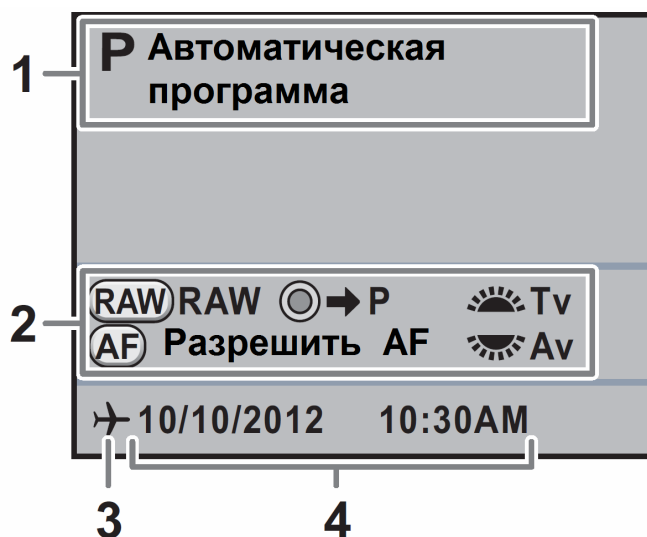 1 P Автоматическая
программа
2
RAW RAW P Tv
AF Разрешить AF Av
10/10/2012 10:30AM
3 4